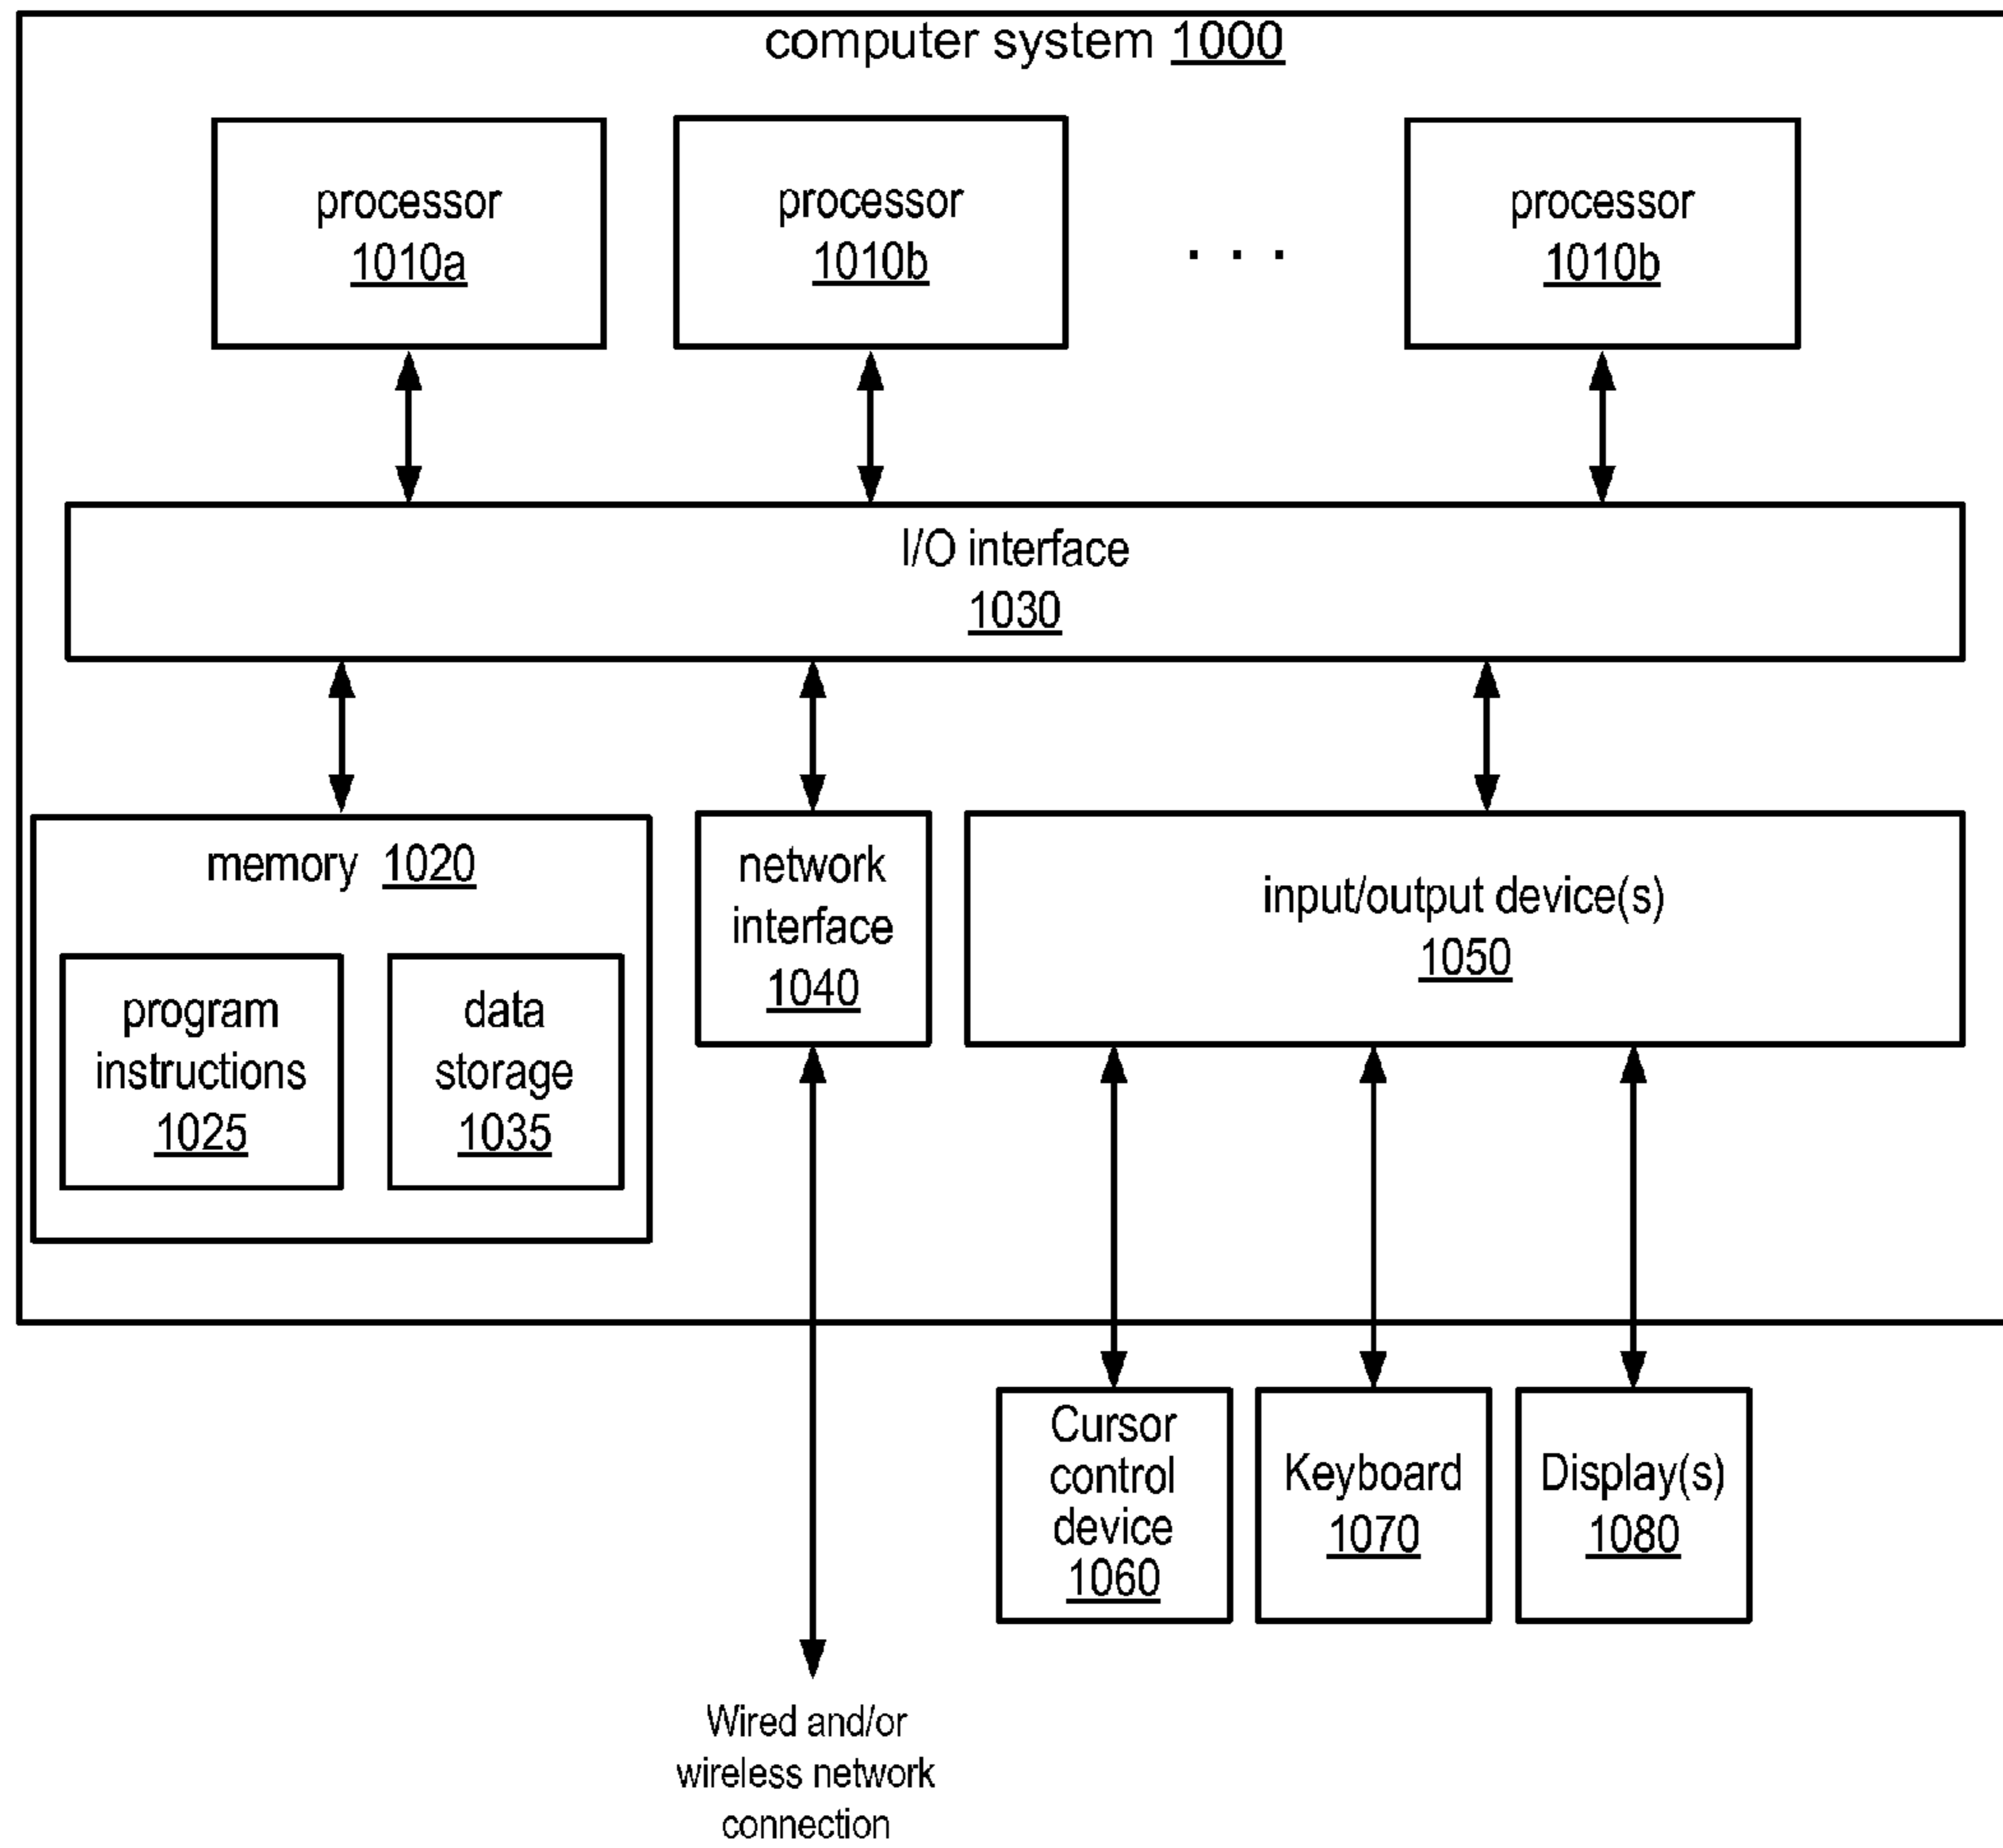 computer system 1000
processor
1010a
processor
1010b
. . .
processor
1010b
I/O interface
1030
memory 1020
program
instructions
1025
data
storage
1035
network
interface
1040
input/output device(s)
1050
Cursor
control
device
1060
Keyboard
1070
Display(s)
1080
Wired and/or
wireless network
connection